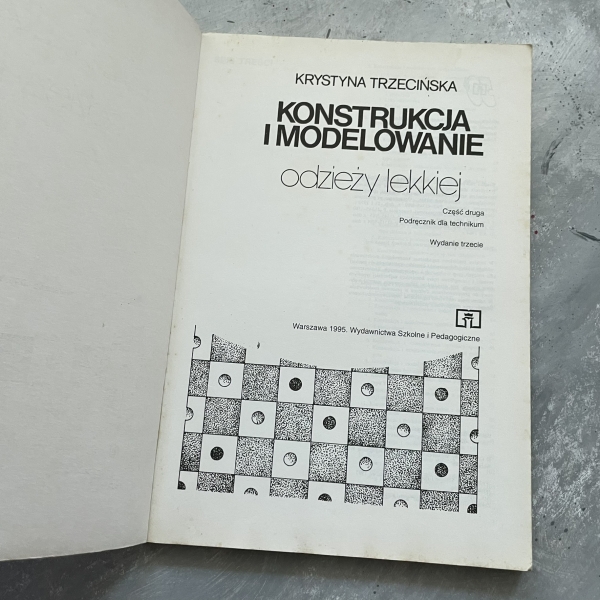 KRYSTYNA TRZECIŃSKA
KONSTRUKCJA
I MODELOWANIE
odzieży lekkiej
Część druga
Podręcznik dla technikum
Wydanie trzecie
Warszawa 1995. Wydawnictwa Szkolne i Pedagogiczne